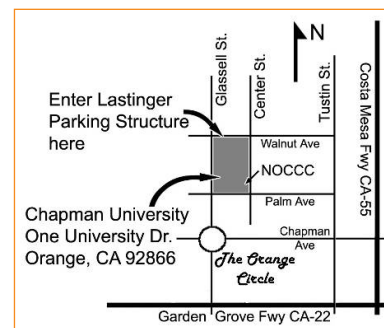 N
Glassell St.
Center St.
Tustin St.
Costa Mesa Fwy CA-55
Enter Lastinger
Parking Structure
here
Walnut Ave
NOCCC
Palm Ave
Chapman University
One University Dr.
Orange, CA 92866
Chapman
Ave
The Orange
Circle
Garden Grove Fwy CA-22